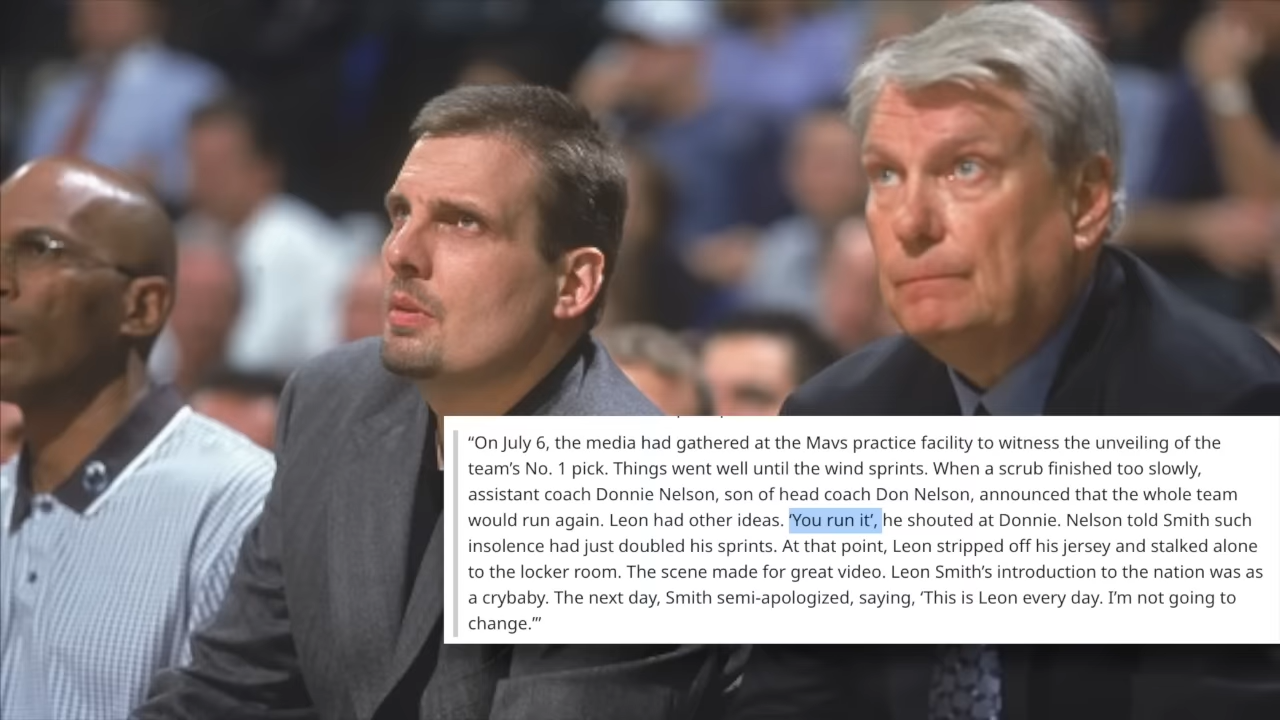 “On July 6, the media had gathered at the Mavs practice facility to witness the unveiling of the
team’s No. 1 pick. Things went well until the wind sprints. When a scrub finished too slowly,
assistant coach Donnie Nelson, son of head coach Don Nelson, announced that the whole team
would run again. Leon had other ideas. ‘You run it’, he shouted at Donnie. Nelson told Smith such
insolence had just doubled his sprints. At that point, Leon stripped off his jersey and stalked alone
to the locker room. The scene made for great video. Leon Smith’s introduction to the nation was as
a crybaby. The next day, Smith semi-apologized, saying, ‘This is Leon every day. I’m not going to
change.’”